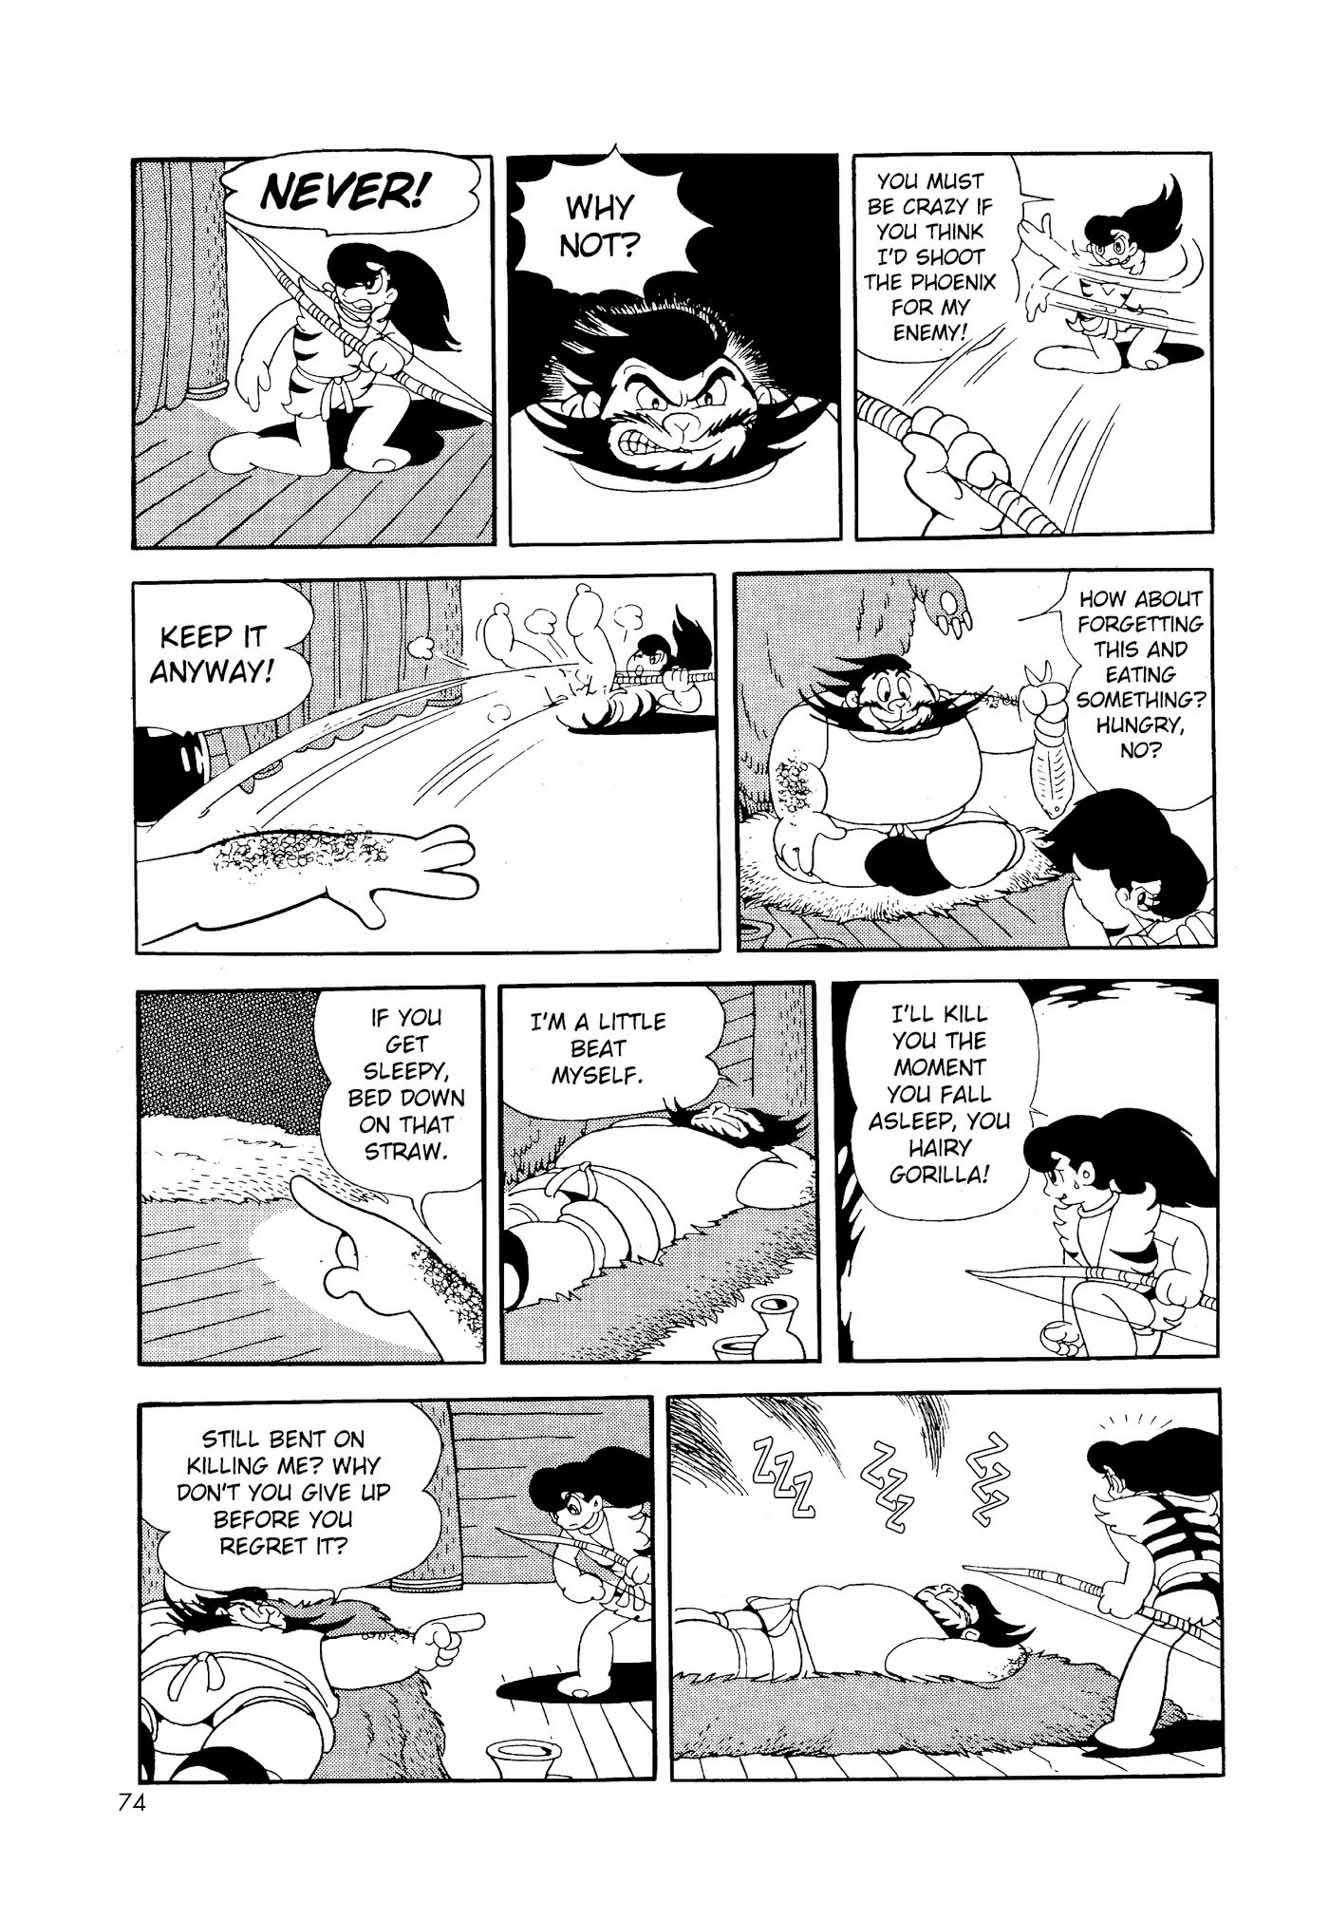 NEVER!
WHY
NOT?
YOU MUST
BE CRAZY IF
YOU THINK
I'D SHOOT
THE PHOENIX
FOR MY
ENEMY!
KEEP IT
ANYWAY!
HOW ABOUT
FORGETTING
THIS AND
EATING
SOMETHING?
HUNGRY,
NO?
IF YOU
GET
SLEEPY,
BED DOWN
ON THAT
STRAW.
I'M A LITTLE
BEAT
MYSELF.
I'LL KILL
YOU THE
MOMENT
YOU FALL
ASLEEP, YOU
HAIRY
GORILLA!
STILL BENT ON
KILLING ME? WHY
DON'T YOU GIVE UP
BEFORE YOU
REGRET IT?
ZZZ
ZZZ
ZZZ
74